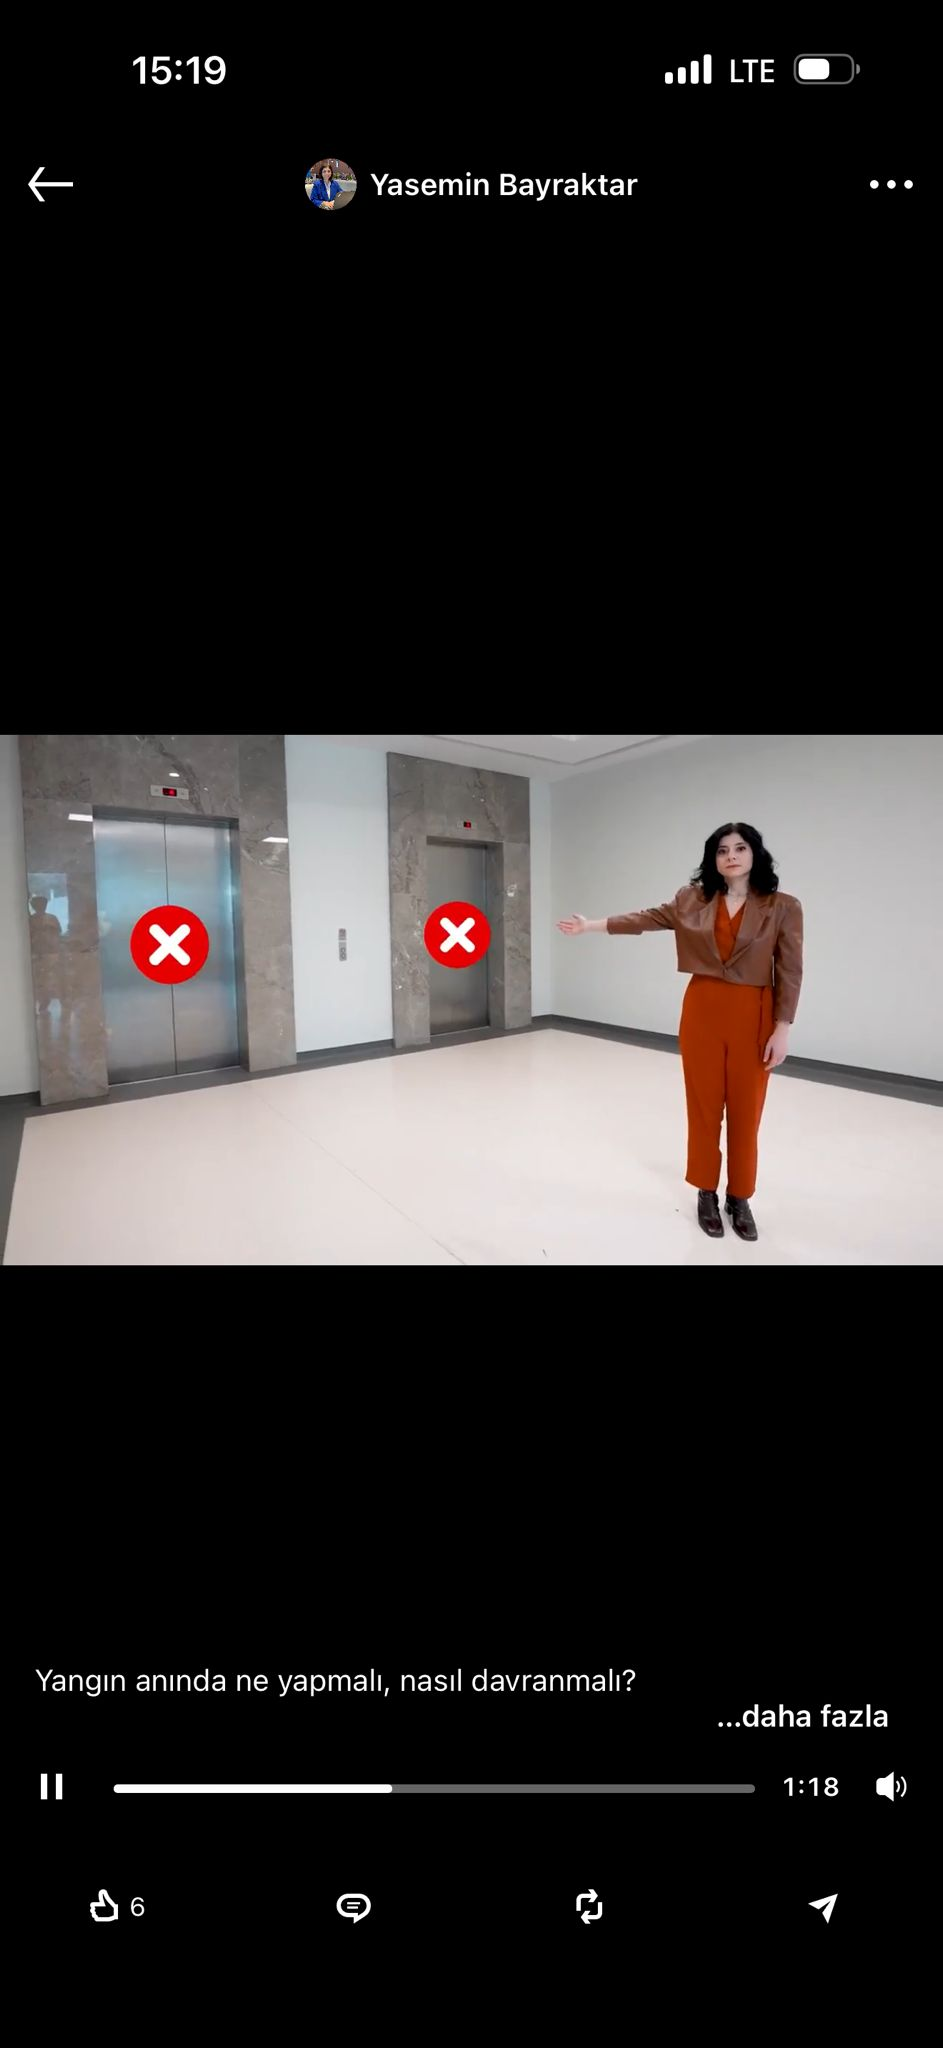 15:19 LTE
Yasemin Bayraktar
Yangın anında ne yapmalı, nasıl davranmalı?
...daha fazla
1:18
6